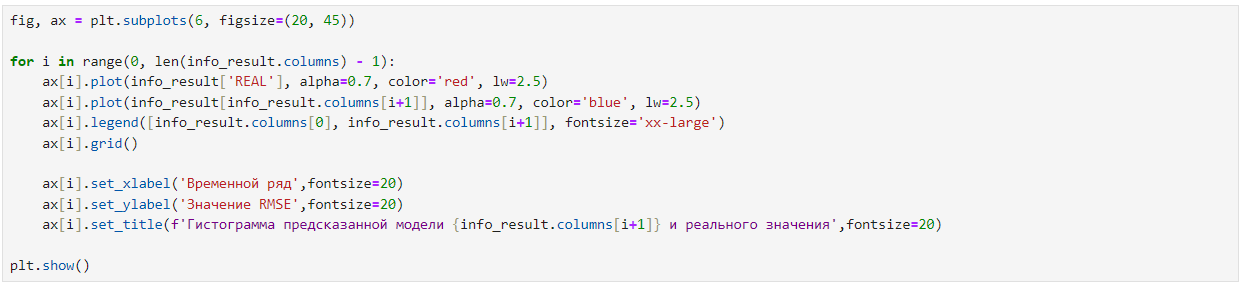 fig, ax = plt.subplots(6, figsize=(20, 45))

for i in range(0, len(info_result.columns) - 1):
    ax[i].plot(info_result['REAL'], alpha=0.7, color='red', lw=2.5)
    ax[i].plot(info_result[info_result.columns[i+1]], alpha=0.7, color='blue', lw=2.5)
    ax[i].legend([info_result.columns[0], info_result.columns[i+1]], fontsize='xx-large')
    ax[i].grid()

    ax[i].set_xlabel('Временной ряд',fontsize=20)
    ax[i].set_ylabel('Значение RMSE',fontsize=20)
    ax[i].set_title(f'Гистограмма предсказанной модели {info_result.columns[i+1]} и реального значения',fontsize=20)

plt.show()